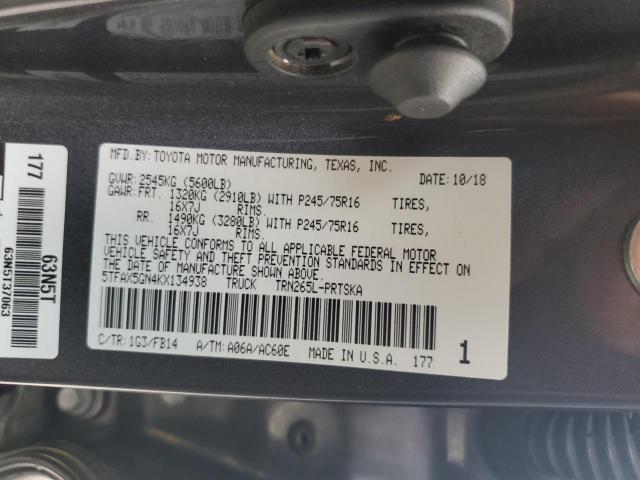 MFD.BY:TOYOTA MOTOR MANUFACTURING, TEXAS, INC.
DATE:10/18
GVWR:2545KG (5600LB)
GAWR:FRT. 1320KG (2910LB) WITH P245/75R16 TIRES,
16X7J RIMS.
RR. 1490KG (3280LB) WITH P245/75R16 TIRES,
16X7J RIMS.
THIS VEHICLE CONFORMS TO ALL APPLICABLE FEDERAL MOTOR
VEHICLE SAFETY AND THEFT PREVENTION STANDARDS IN EFFECT ON
THE DATE OF MANUFACTURE SHOWN ABOVE.
5TFAX5GN4KX134938 TRUCK TRN265L-PRTSKA
C/TR:1G3/FB14 A/TM:A06A/AC60E MADE IN U.S.A. 177 1
177
63N5T
63N5T37063